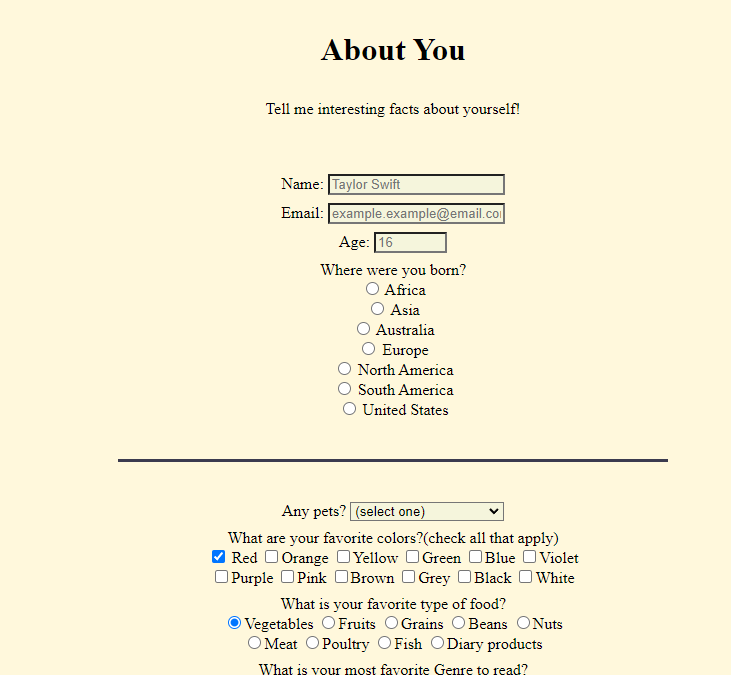 About You
Tell me interesting facts about yourself!
Name: Taylor Swift
Email: example.example@email.co
Age: 16
Where were you born?
Africa
Asia
Australia
Europe
North America
South America
United States
Any pets? (select one)
What are your favorite colors?(check all that apply)
Red Orange Yellow Green Blue Violet
Purple Pink Brown Grey Black White
What is your favorite type of food?
Vegetables Fruits Grains Beans Nuts
Meat Poultry Fish Diary products
What is your most favorite Genre to read?